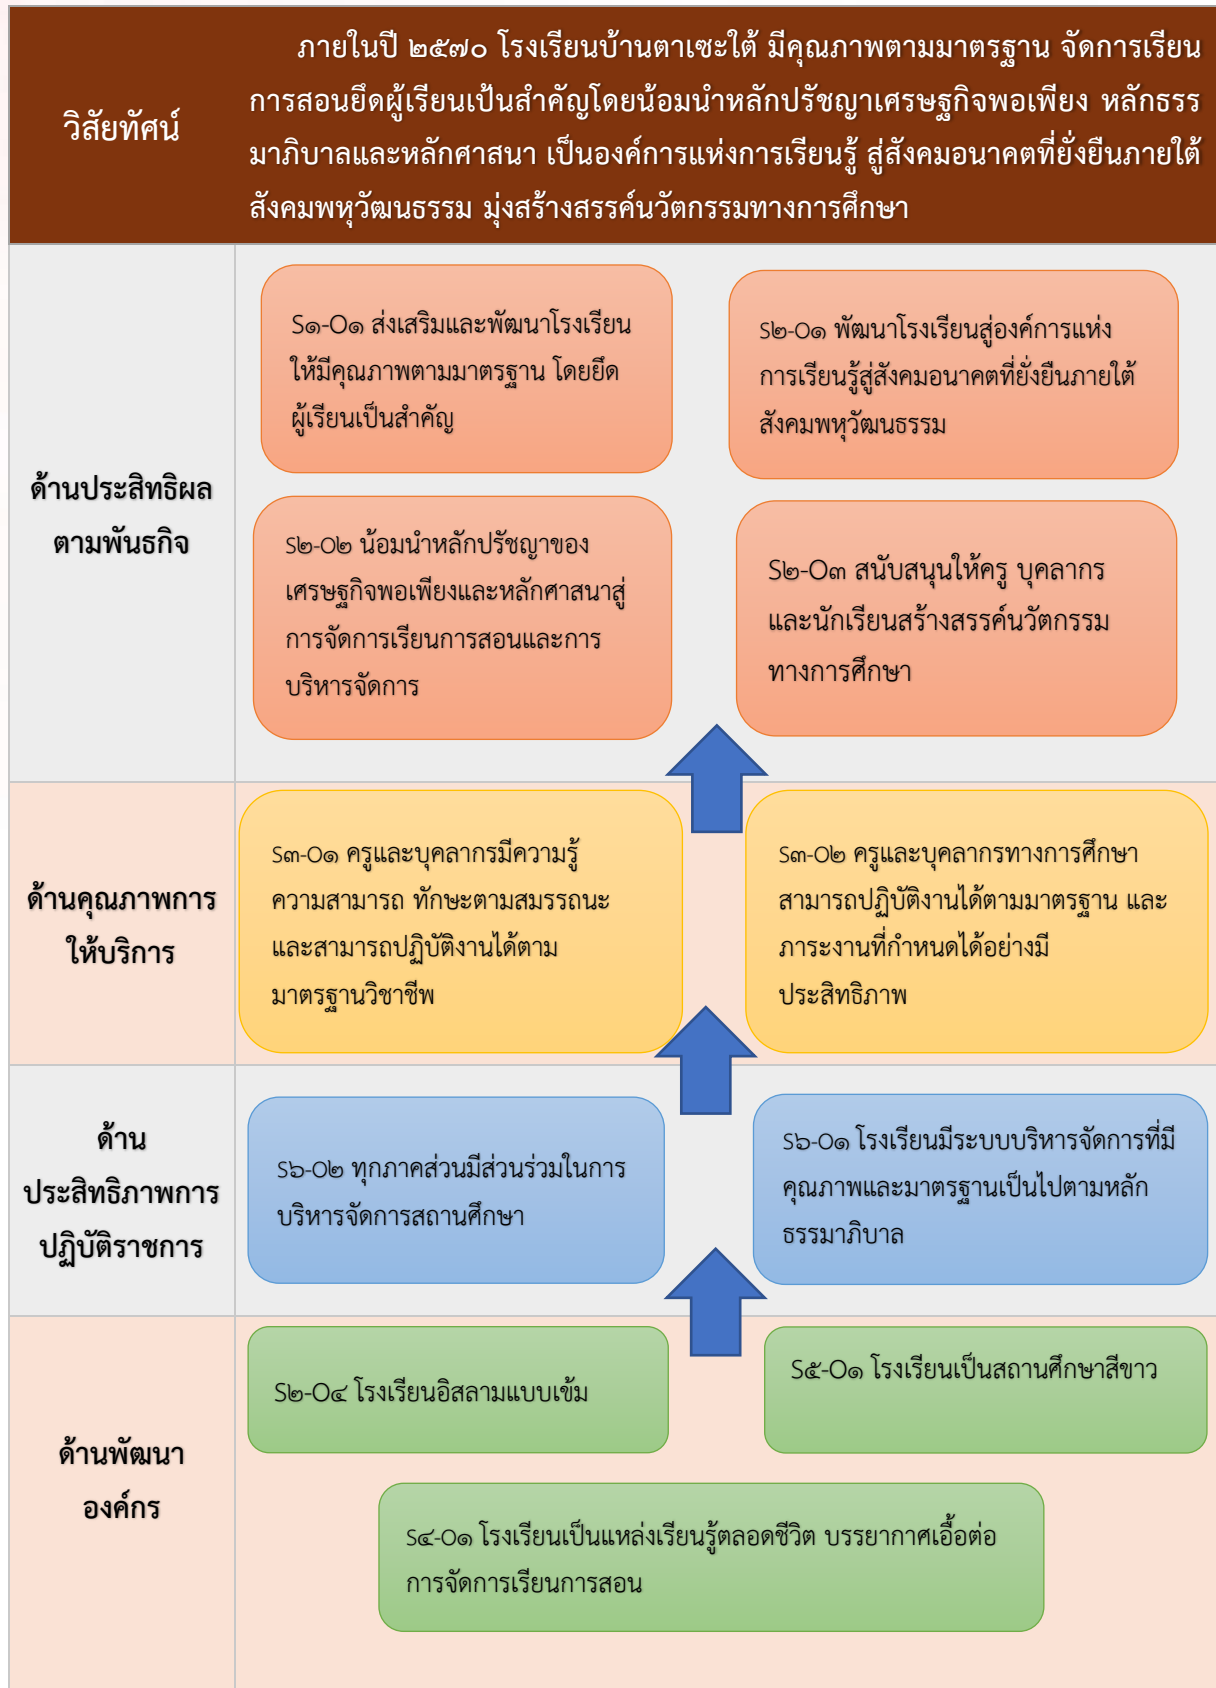 วิสัยทัศน์
ภายในปี ๒๕๗๐ โรงเรียนบ้านตาเซะใต้ มีคุณภาพตามมาตรฐาน จัดการเรียน
การสอนยึดผู้เรียนเป็นสำคัญโดยน้อมนำหลักปรัชญาเศรษฐกิจพอเพียง หลักธรร
มาภิบาลและหลักศาสนา เป็นองค์การแห่งการเรียนรู้ สู่สังคมอนาคตที่ยั่งยืนภายใต้
สังคมพหุวัฒนธรรม มุ่งสร้างสรรค์นวัตกรรมทางการศึกษา
ด้านประสิทธิผล
ตามพันธกิจ
S๑-O๑ ส่งเสริมและพัฒนาโรงเรียน
ให้มีคุณภาพตามมาตรฐาน โดยยึด
ผู้เรียนเป็นสำคัญ
S๒-O๑ พัฒนาโรงเรียนสู่องค์การแห่ง
การเรียนรู้สู่สังคมอนาคตที่ยั่งยืนภายใต้
สังคมพหุวัฒนธรรม
S๒-O๒ น้อมนำหลักปรัชญาของ
เศรษฐกิจพอเพียงและหลักศาสนาสู่
การจัดการเรียนการสอนและการ
บริหารจัดการ
S๒-O๓ สนับสนุนให้ครู บุคลากร
และนักเรียนสร้างสรรค์นวัตกรรม
ทางการศึกษา
ด้านคุณภาพการ
ให้บริการ
S๓-O๑ ครูและบุคลากรมีความรู้
ความสามารถ ทักษะตามสมรรถนะ
และสามารถปฏิบัติงานได้ตาม
มาตรฐานวิชาชีพ
S๓-O๒ ครูและบุคลากรทางการศึกษา
สามารถปฏิบัติงานได้ตามมาตรฐาน และ
ภาระงานที่กำหนดได้อย่างมี
ประสิทธิภาพ
ด้าน
ประสิทธิภาพการ
ปฏิบัติราชการ
S๖-O๒ ทุกภาคส่วนมีส่วนร่วมในการ
บริหารจัดการสถานศึกษา
S๖-O๑ โรงเรียนมีระบบบริหารจัดการที่มี
คุณภาพและมาตรฐานเป็นไปตามหลัก
ธรรมาภิบาล
ด้านพัฒนา
องค์กร
S๒-O๔ โรงเรียนอิสลามแบบเข้ม
S๕-O๑ โรงเรียนเป็นสถานศึกษาสีขาว
S๔-O๑ โรงเรียนเป็นแหล่งเรียนรู้ตลอดชีวิต บรรยากาศเอื้อต่อ
การจัดการเรียนการสอน